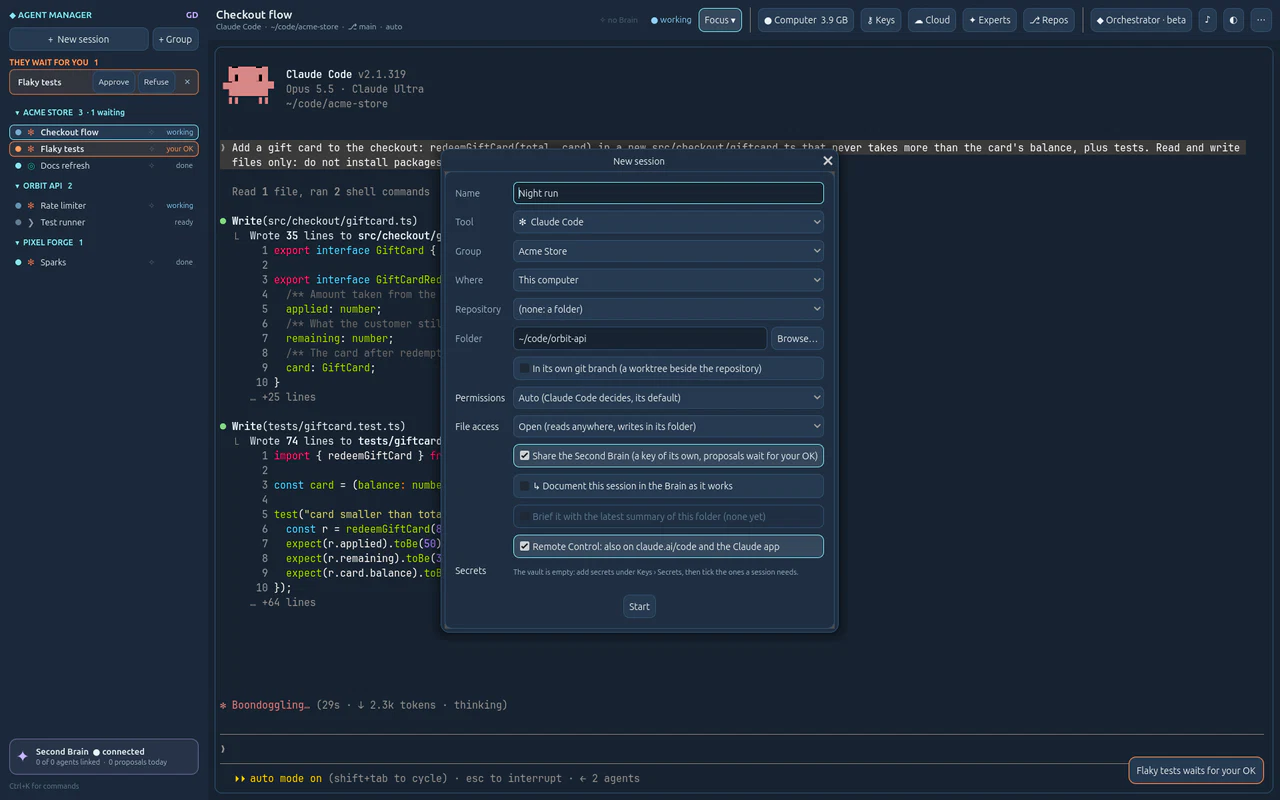 ◆ AGENT MANAGER GD
+ New session + Group
THEY WAIT FOR YOU 1
Flaky tests Approve Refuse ×
▾ ACME STORE 3 · 1 waiting
Checkout flow working
Flaky tests your OK
Docs refresh done
▾ ORBIT API 2
Rate limiter working
❯ Test runner ready
▾ PIXEL FORGE 1
Sparks done
Second Brain connected
0 of 0 agents linked · 0 proposals today
Ctrl+K for commands
Checkout flow
Claude Code · ~/code/acme-store · ⎇ main · auto
no Brain working Focus ▾ Computer 3.9 GB Keys Cloud Experts Repos Orchestrator · beta ♪ ◐ ···
Claude Code v2.1.319
Opus 5.5 · Claude Ultra
~/code/acme-store
❯ Add a gift card to the checkout: redeemGiftCard(total, card) in a new src/checkout/giftcard.ts that never takes more than the card's balance, plus tests. Read and write
files only: do not install packages
Read 1 file, ran 2 shell commands
● Write(src/checkout/giftcard.ts)
└ Wrote 35 lines to src/checkout/g
1 export interface GiftCard {
2
3 export interface GiftCardRed
4 /** Amount taken from the
5 applied: number;
6 /** What the customer stil
7 remaining: number;
8 /** The card after redempt
9 card: GiftCard;
10 }
… +25 lines
● Write(tests/giftcard.test.ts)
└ Wrote 74 lines to tests/giftcard
1 import { redeemGiftCard } fr
2
3 const card = (balance: numbe
4
5 test("card smaller than tota
6 const r = redeemGiftCard(8
7 expect(r.applied).toBe(50)
8 expect(r.remaining).toBe(3
9 expect(r.card.balance).toB
10 });
… +64 lines
✻ Boondoggling… (29s · ↓ 2.3k tokens · thinking)
❯
⏵⏵ auto mode on (shift+tab to cycle) · esc to interrupt · ← 2 agents
New session ×
Name Night run
Tool ✻ Claude Code
Group Acme Store
Where This computer
Repository (none: a folder)
Folder ~/code/orbit-api Browse...
In its own git branch (a worktree beside the repository)
Permissions Auto (Claude Code decides, its default)
File access Open (reads anywhere, writes in its folder)
Share the Second Brain (a key of its own, proposals wait for your OK)
↳ Document this session in the Brain as it works
Brief it with the latest summary of this folder (none yet)
Remote Control: also on claude.ai/code and the Claude app
Secrets The vault is empty: add secrets under Keys › Secrets, then tick the ones a session needs.
Start
Flaky tests waits for your OK